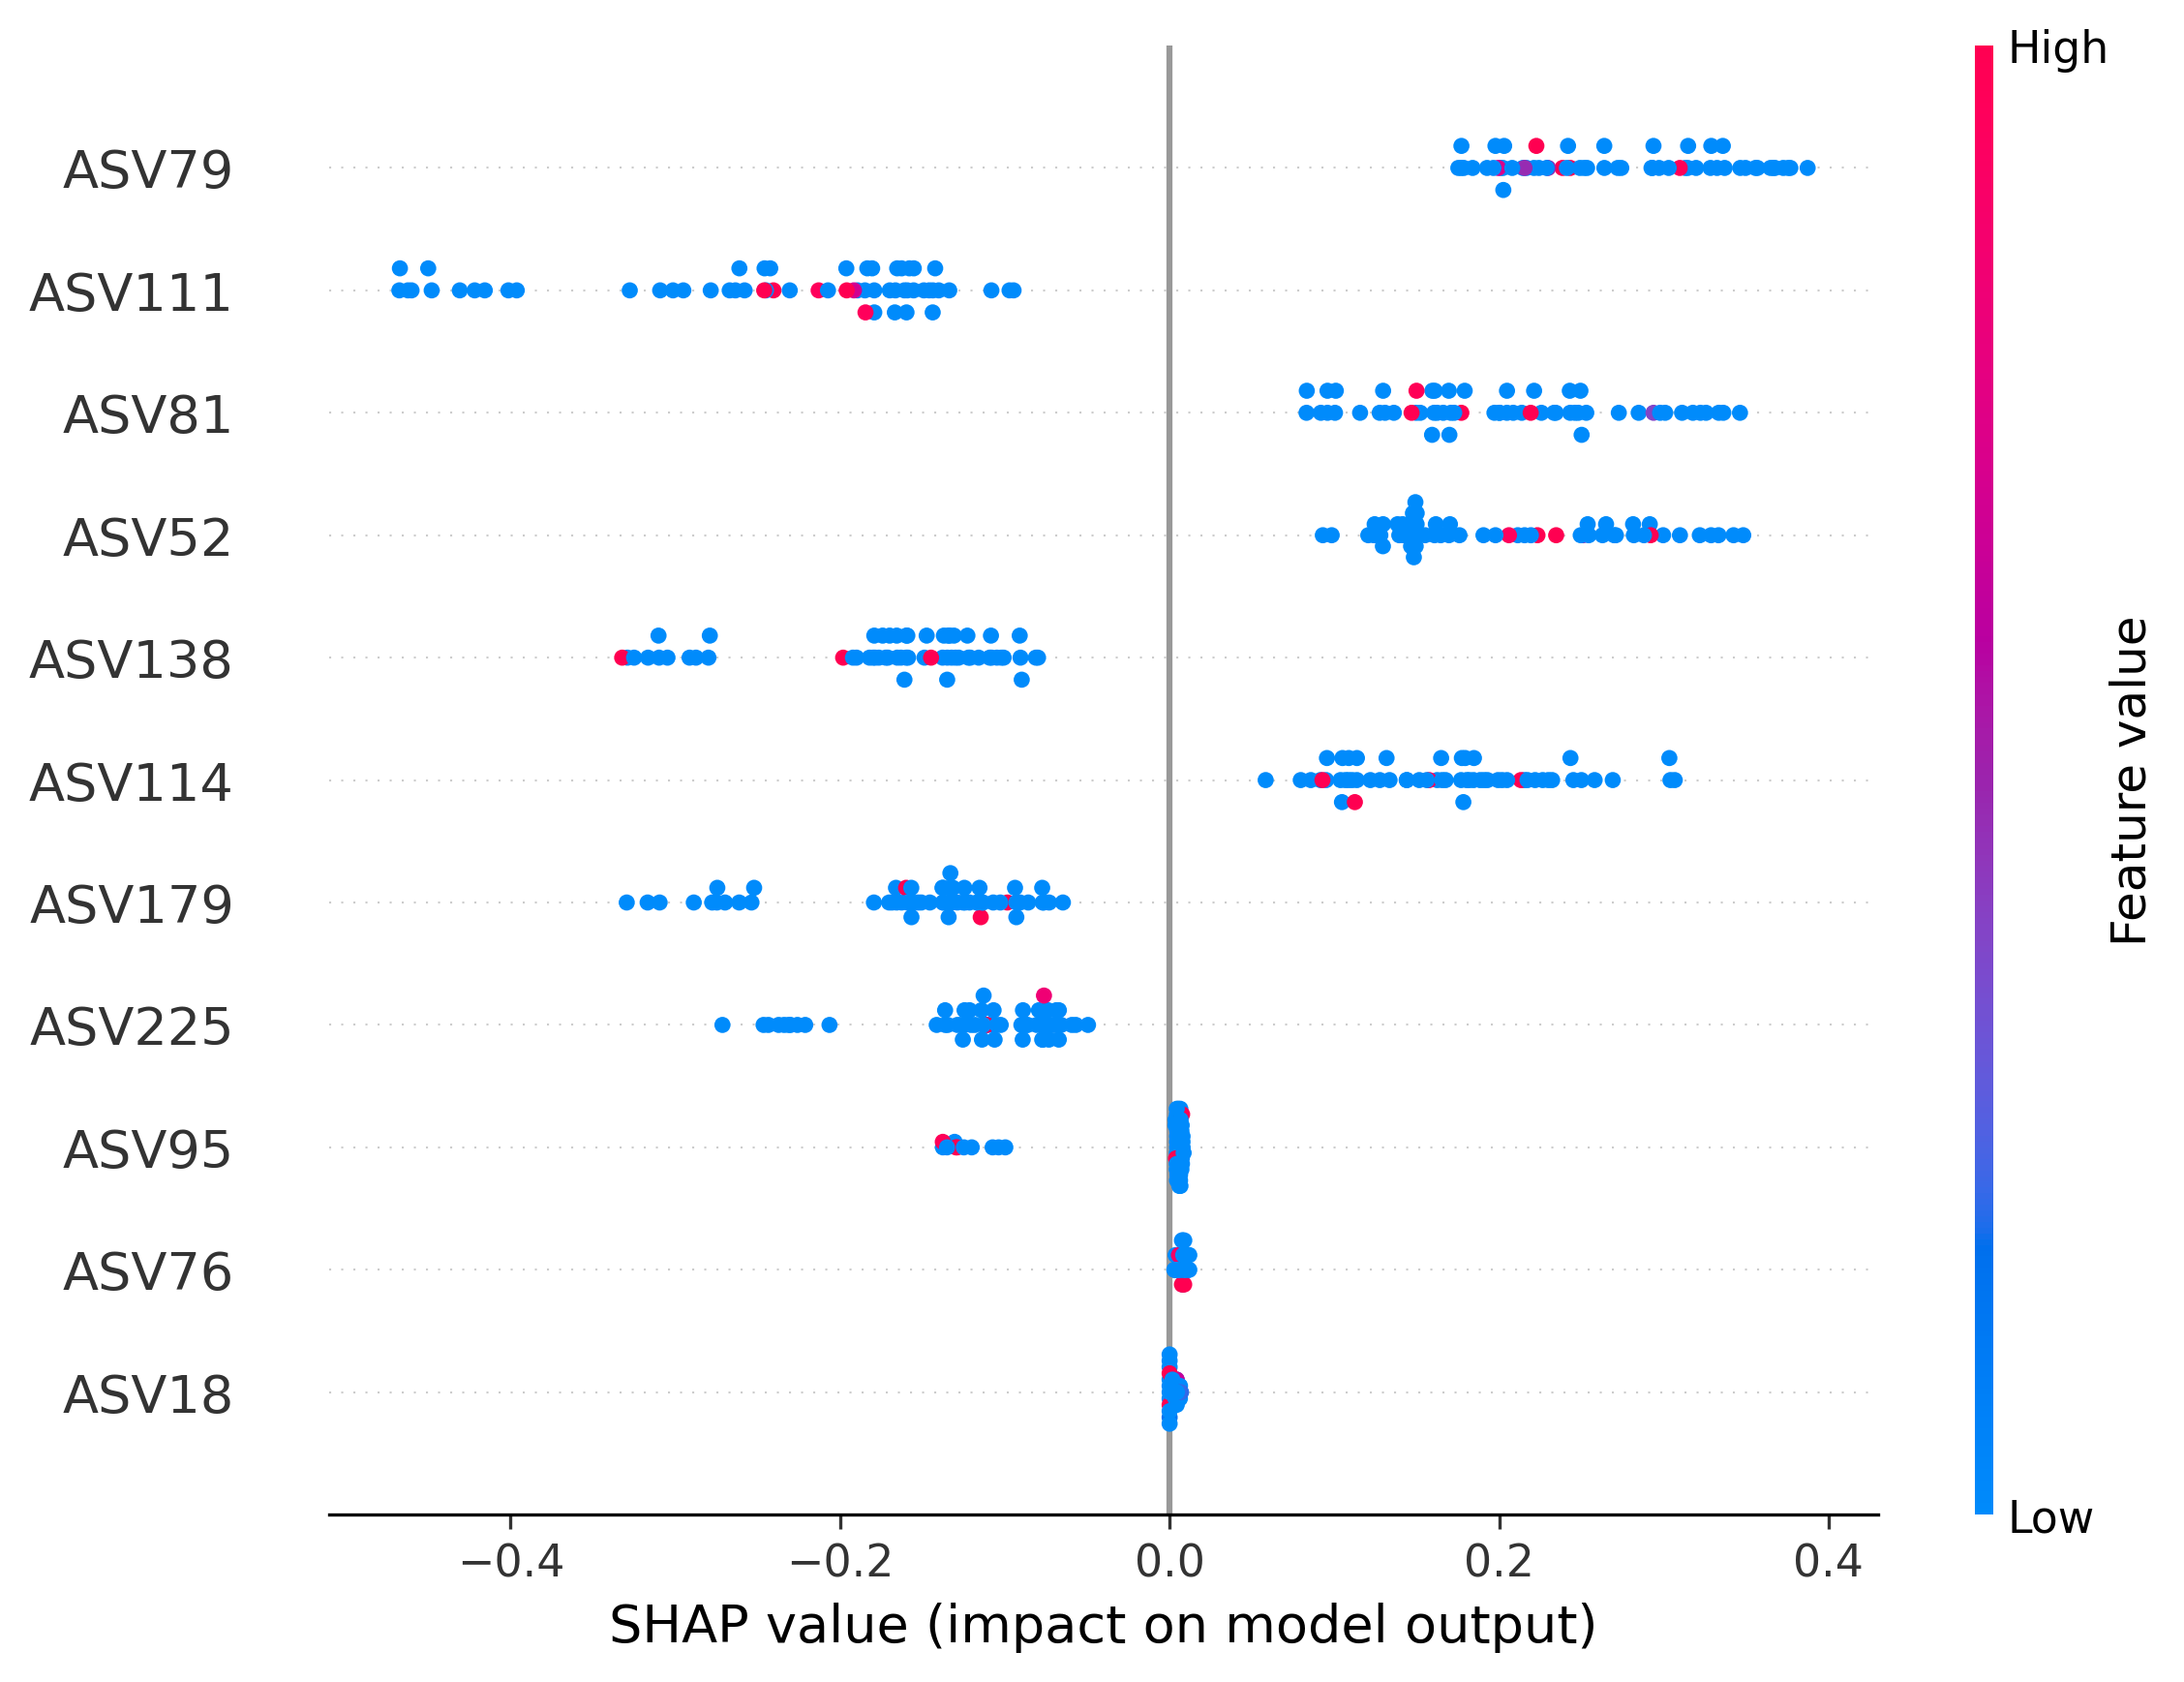 High
ASV79
ASV111
ASV81
ASV52
ASV138
ASV114
ASV179
ASV225
ASV95
ASV76
ASV18
Feature value
Low
−0.4 −0.2 0.0 0.2 0.4
SHAP value (impact on model output)